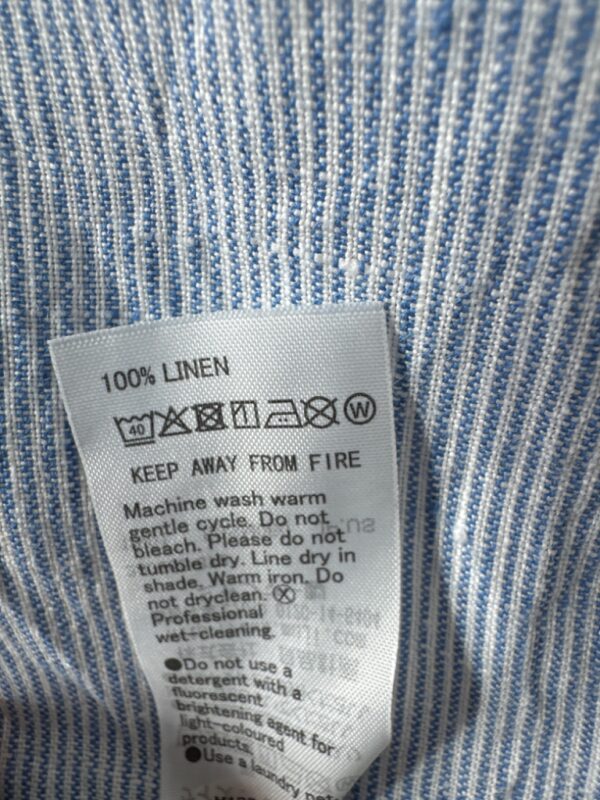 100% LINEN
40 W
KEEP AWAY FROM FIRE
Machine wash warm
gentle cycle. Do not
bleach. Please do not
tumble dry. Line dry in
shade. Warm iron. Do
not dryclean.
Professional
wet-cleaning.
●Do not use a
detergent with a
fluorescent
brightening agent for
light-coloured
products.
●Use a laundry net